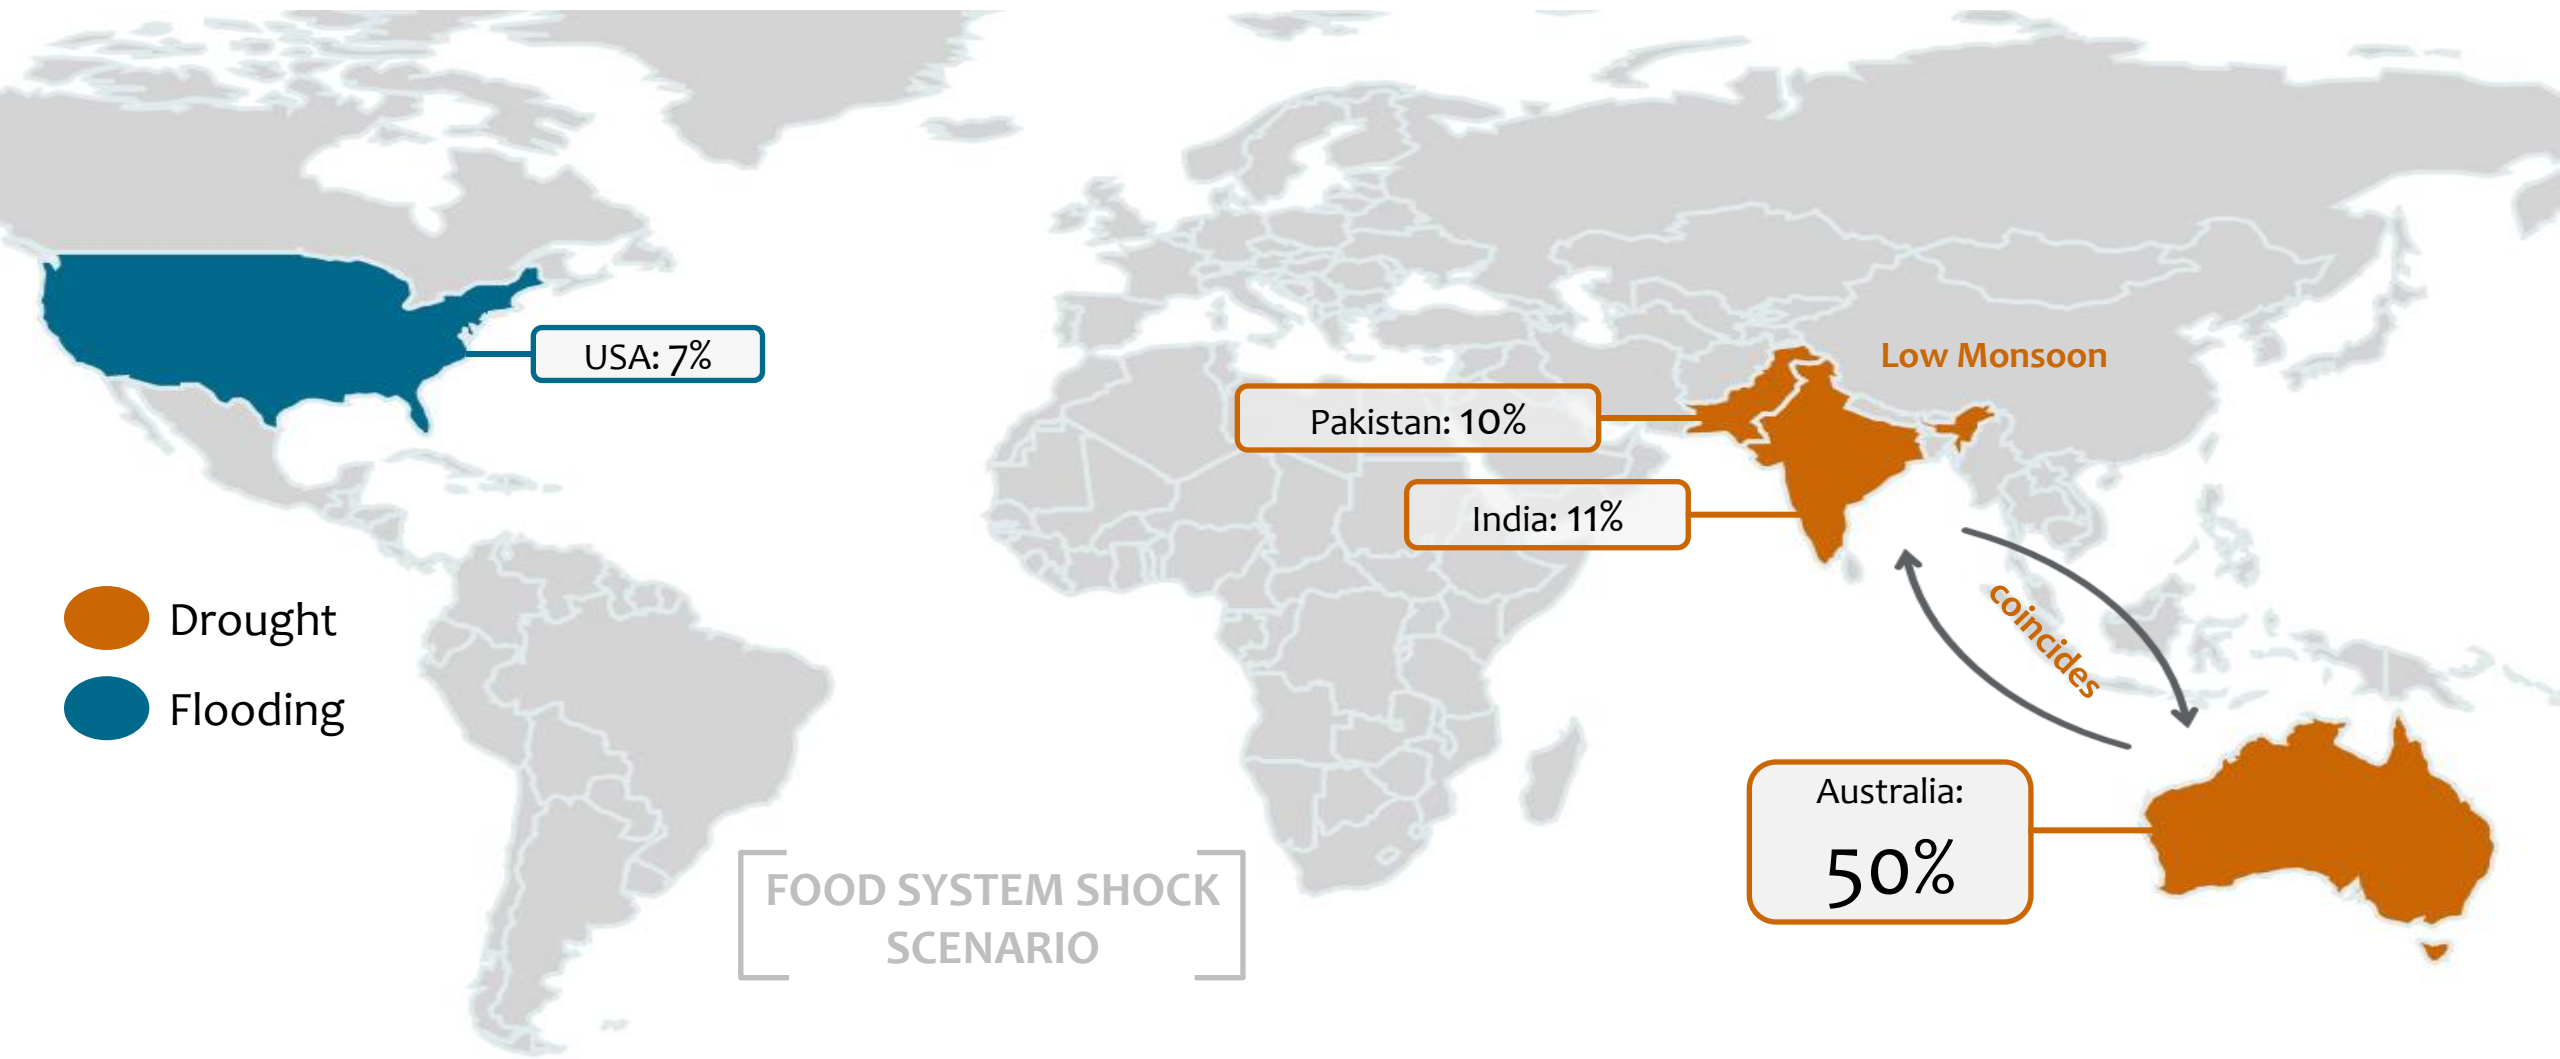 USA: 7%
Low Monsoon
Pakistan: 10%
India: 11%
coincides
Drought
Flooding
Australia:
50%
FOOD SYSTEM SHOCK
SCENARIO